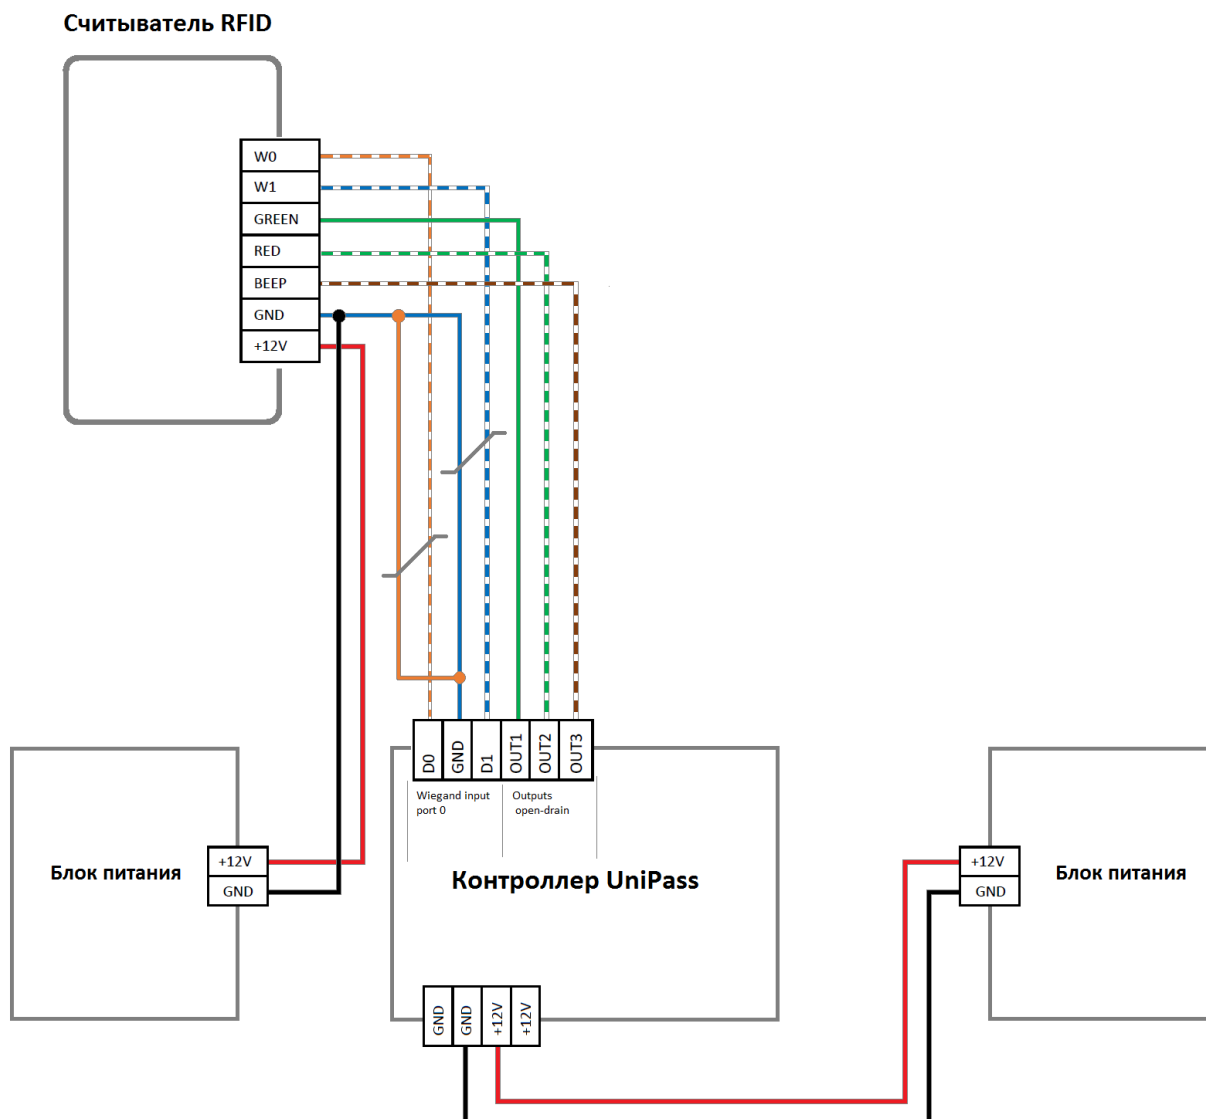 Считыватель RFID
W0
W1
GREEN
RED
BEEP
GND
+12V
D0
GND
D1
OUT1
OUT2
OUT3
Wiegand input
port 0
Outputs
open-drain
Блок питания
+12V
GND
Контроллер UniPass
+12V
GND
Блок питания
GND
GND
+12V
+12V